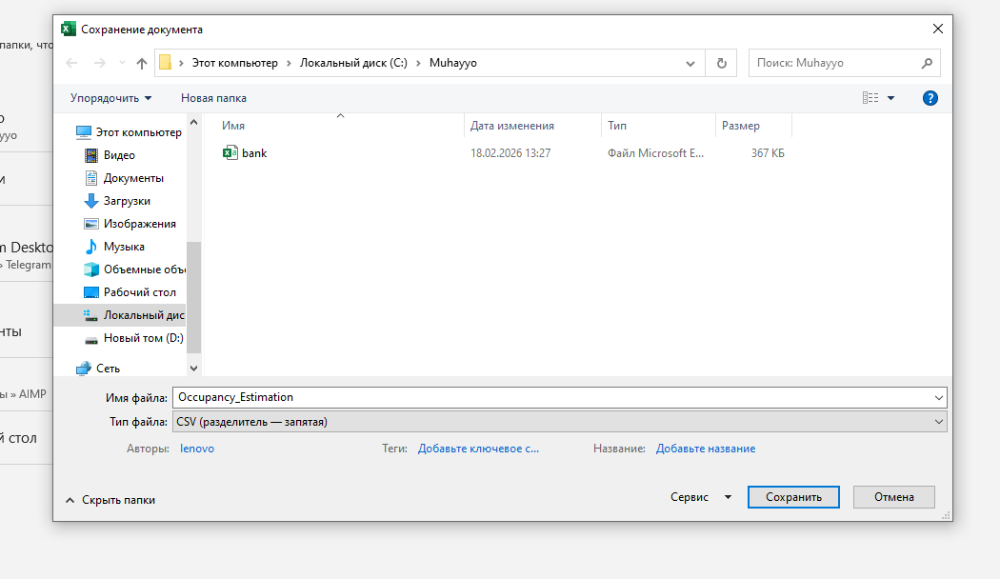 Сохранение документа
папки, что
Этот компьютер › Локальный диск (C:) › Muhayyo
Поиск: Muhayyo
Упорядочить
Новая папка
Имя
Дата изменения
Тип
Размер
bank
18.02.2026 13:27
Файл Microsoft E...
367 КБ
Этот компьютер
Видео
Документы
Загрузки
Изображения
Музыка
Объемные объе
Рабочий стол
Локальный дис
Новый том (D:)
Сеть
yyo
m Deskto
» Telegram
нты
ы » AIMP
й стол
Имя файла: Occupancy_Estimation
Тип файла: CSV (разделитель — запятая)
Авторы: lenovo
Теги: Добавьте ключевое с...
Название: Добавьте название
Скрыть папки
Сервис
Сохранить
Отмена